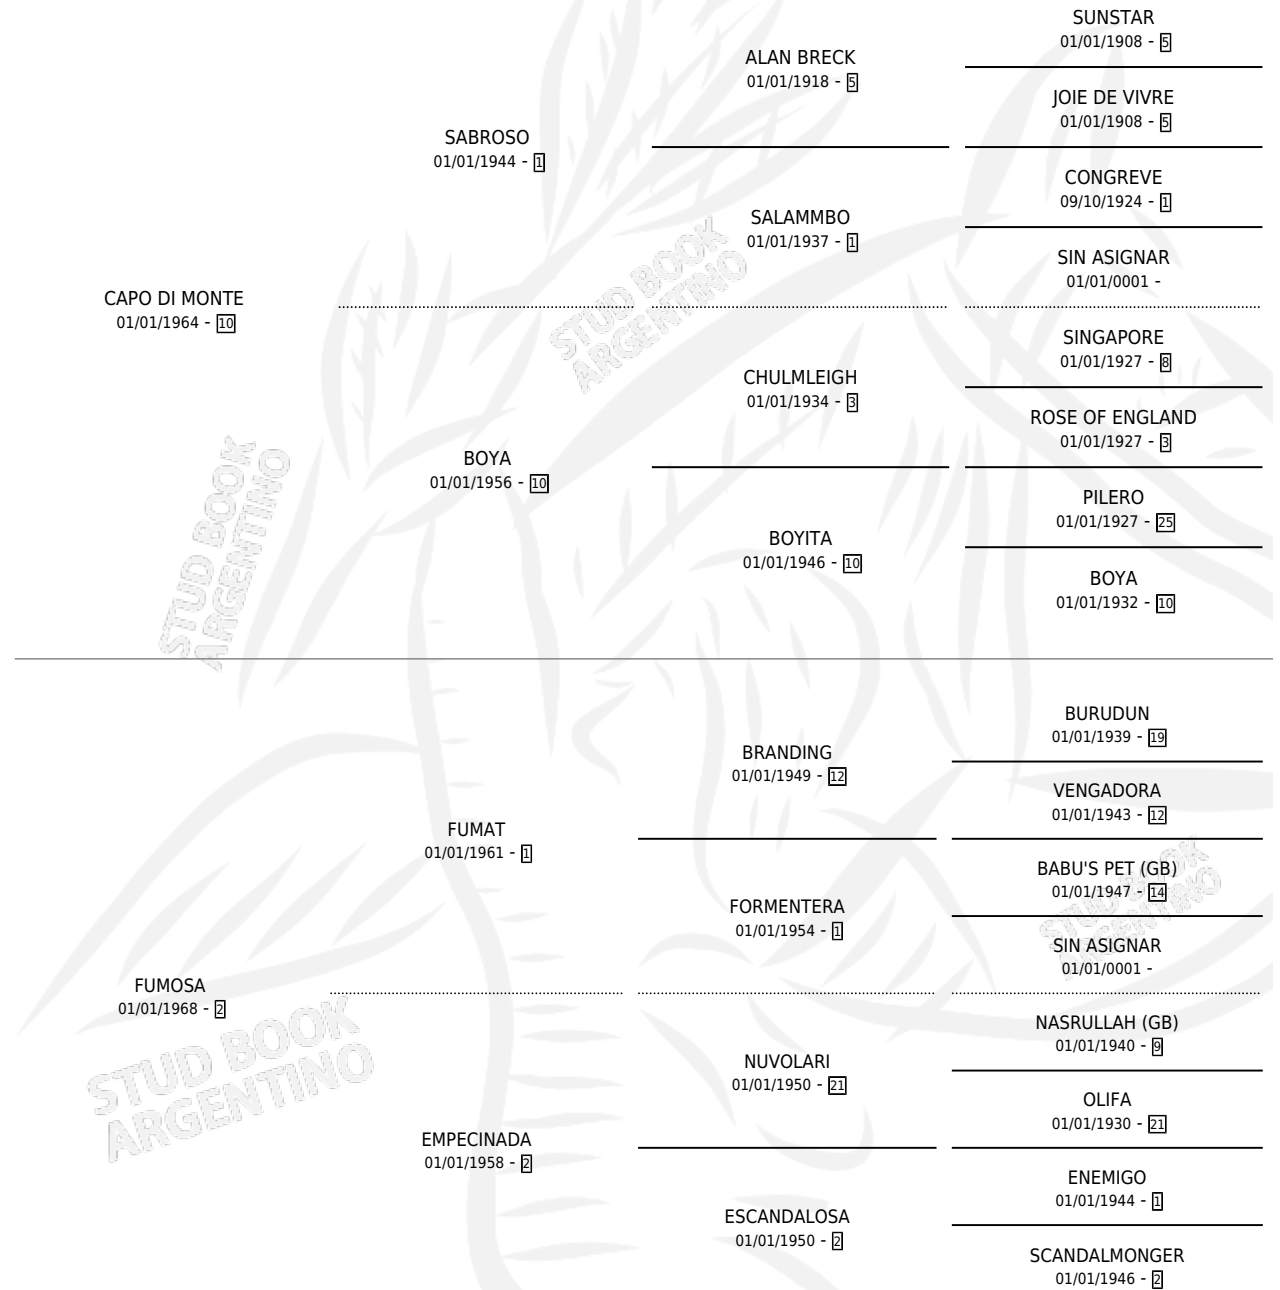 SUNSTAR
01/01/1908 - 5
ALAN BRECK
01/01/1918 - 5
JOIE DE VIVRE
01/01/1908 - 5
SABROSO
01/01/1944 - 1
CONGREVE
09/10/1924 - 1
SALAMMBO
01/01/1937 - 1
SIN ASIGNAR
01/01/0001 -
CAPO DI MONTE
01/01/1964 - 10
SINGAPORE
01/01/1927 - 8
CHULMLEIGH
01/01/1934 - 3
ROSE OF ENGLAND
01/01/1927 - 3
BOYA
01/01/1956 - 10
PILERO
01/01/1927 - 25
BOYITA
01/01/1946 - 10
BOYA
01/01/1932 - 10
BURUDUN
01/01/1939 - 19
BRANDING
01/01/1949 - 12
VENGADORA
01/01/1943 - 12
FUMAT
01/01/1961 - 1
BABU'S PET (GB)
01/01/1947 - 14
FORMENTERA
01/01/1954 - 1
SIN ASIGNAR
01/01/0001 -
FUMOSA
01/01/1968 - 2
NASRULLAH (GB)
01/01/1940 - 9
NUVOLARI
01/01/1950 - 21
OLIFA
01/01/1930 - 21
EMPECINADA
01/01/1958 - 2
ENEMIGO
01/01/1944 - 1
ESCANDALOSA
01/01/1950 - 2
SCANDALMONGER
01/01/1946 - 2
STUD BOOK
ARGENTINO
STUD BOOK
ARGENTINO
STUD BOOK
ARGENTINO
STUD BOOK
ARGENTINO